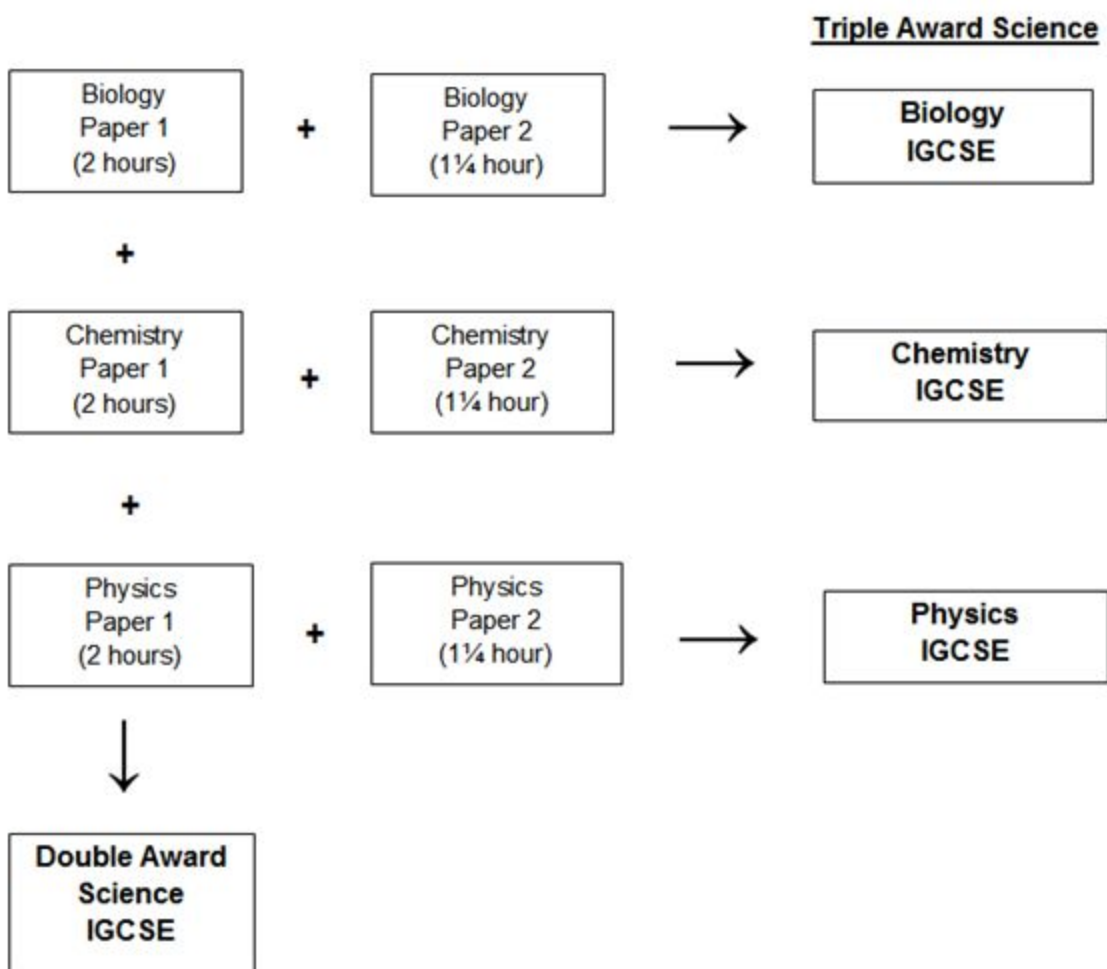 Triple Award Science
Biology
Paper 1
(2 hours)
+
Biology
Paper 2
(1¼ hour)
Biology
IGCSE
+
Chemistry
Paper 1
(2 hours)
+
Chemistry
Paper 2
(1¼ hour)
Chemistry
IGCSE
+
Physics
Paper 1
(2 hours)
+
Physics
Paper 2
(1¼ hour)
Physics
IGCSE
Double Award
Science
IGCSE